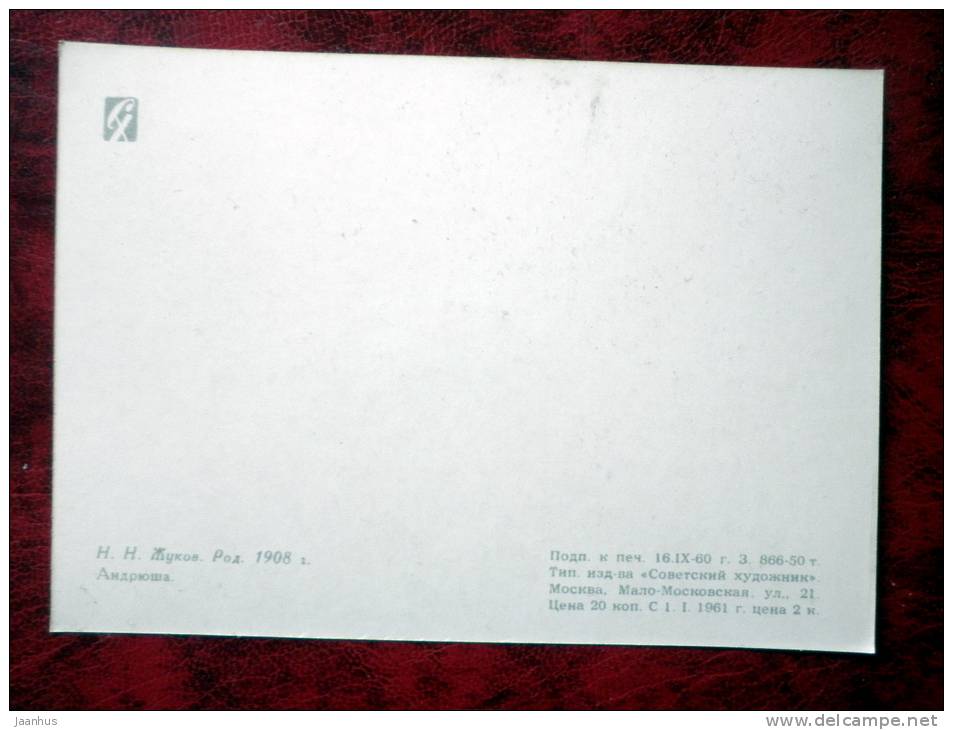 СХ
Н. Н. Жуков. Род. 1908 г.
Андрюша.
Подп. к печ. 16.IX-60 г. З. 866-50 т.
Тип. изд-ва «Советский художник».
Москва, Мало-Московская. ул., 21.
Цена 20 коп. С 1. I. 1961 г. цена 2 к.
Jaanhus
www.delcampe.net